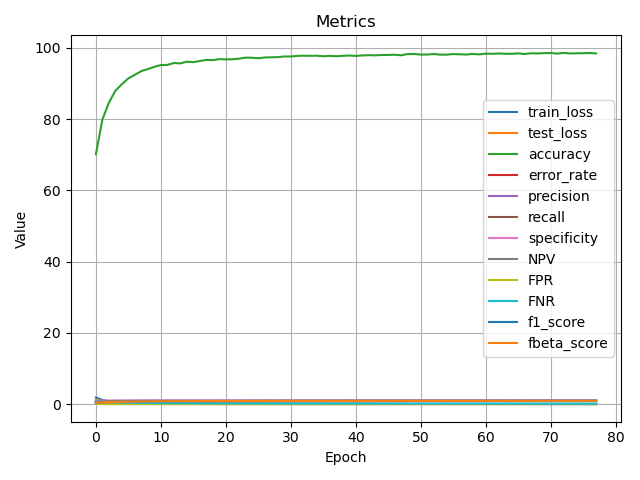 Metrics
100
80
60
40
20
0
Value
train_loss
test_loss
accuracy
error_rate
precision
recall
specificity
NPV
FPR
FNR
f1_score
fbeta_score
0 10 20 30 40 50 60 70 80
Epoch